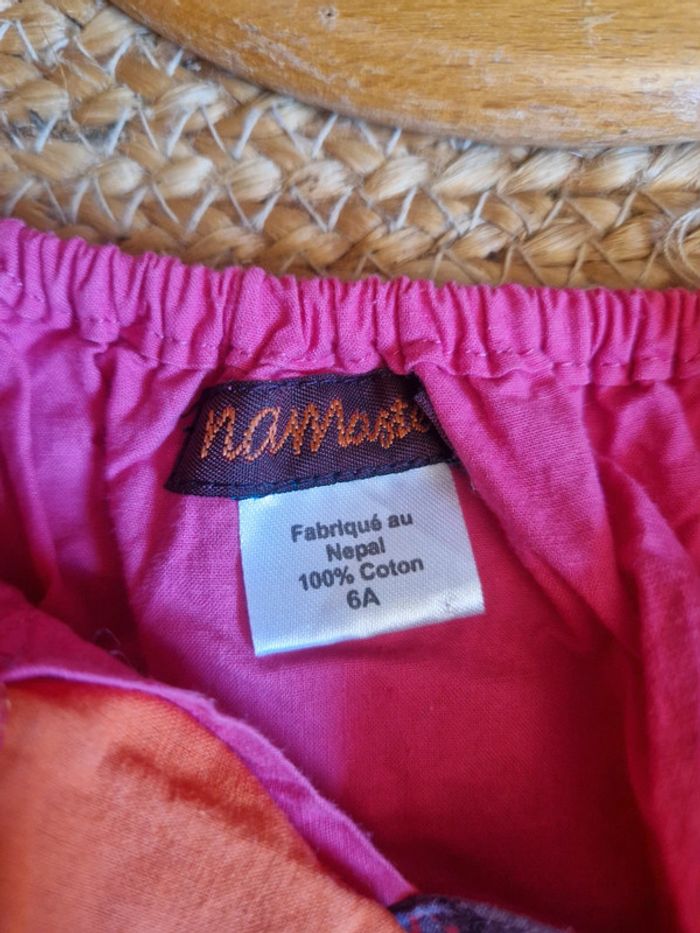 namaste
Fabriqué au
Nepal
100% Coton
6A